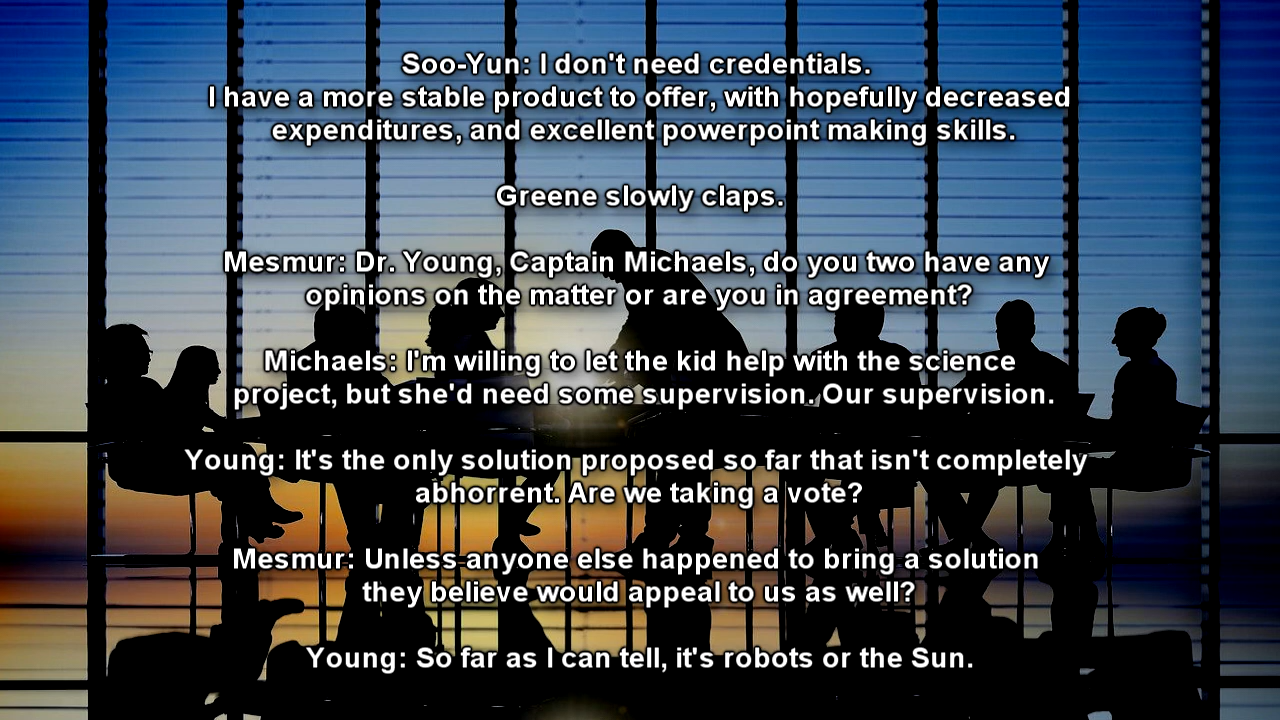 Soo-Yun: I don't need credentials.
I have a more stable product to offer, with hopefully decreased
expenditures, and excellent powerpoint making skills.
Greene slowly claps.
Mesmur: Dr. Young, Captain Michaels, do you two have any
opinions on the matter or are you in agreement?
Michaels: I'm willing to let the kid help with the science
project, but she'd need some supervision. Our supervision.
Young: It's the only solution proposed so far that isn't completely
abhorrent. Are we taking a vote?
Mesmur: Unless anyone else happened to bring a solution
they believe would appeal to us as well?
Young: So far as I can tell, it's robots or the Sun.